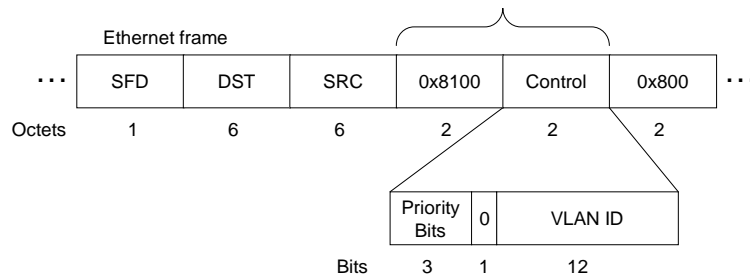 Ethernet frame
... SFD DST SRC 0x8100 Control 0x800 ...
Octets 1 6 6 2 2 2
Priority Bits 0 VLAN ID
Bits 3 1 12